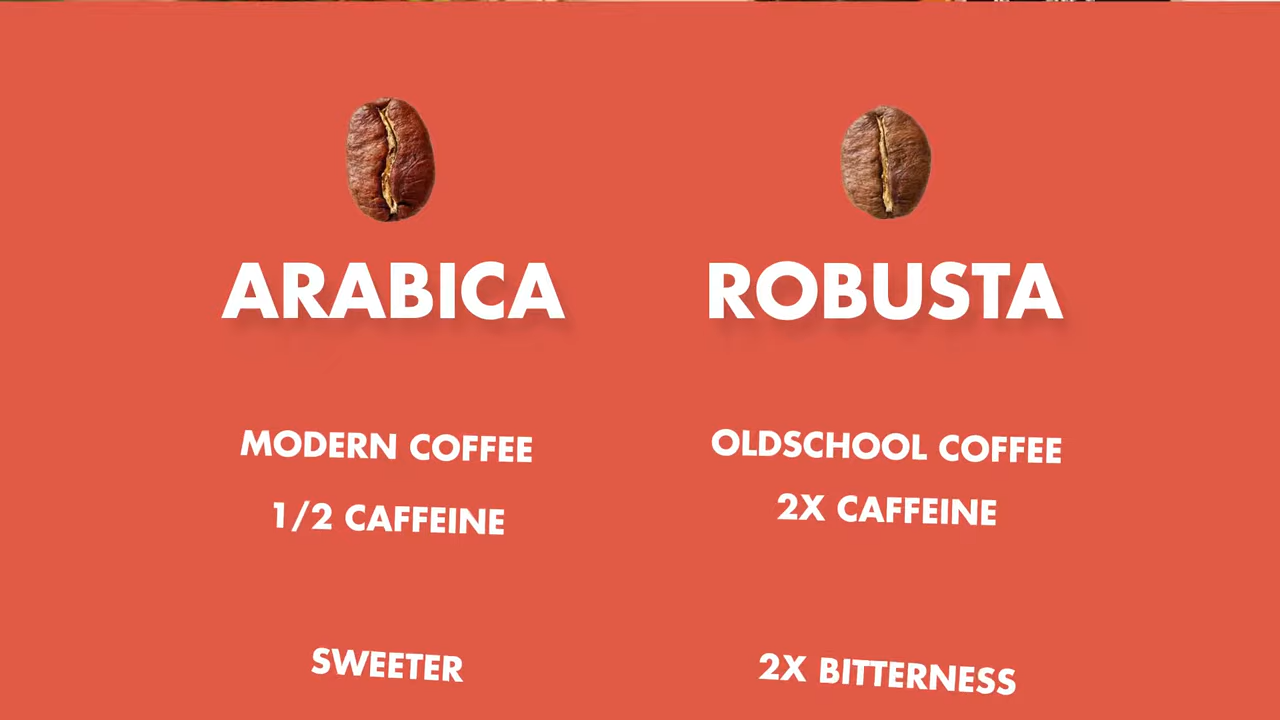 ARABICA
MODERN COFFEE
1/2 CAFFEINE
SWEETER
ROBUSTA
OLDSCHOOL COFFEE
2X CAFFEINE
2X BITTERNESS